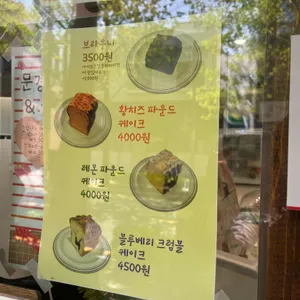 브라우니
3500원
황치즈 파운드
케이크
4000원
레몬 파운드
케이크
4000원
블루베리 크럼블
케이크
4500원